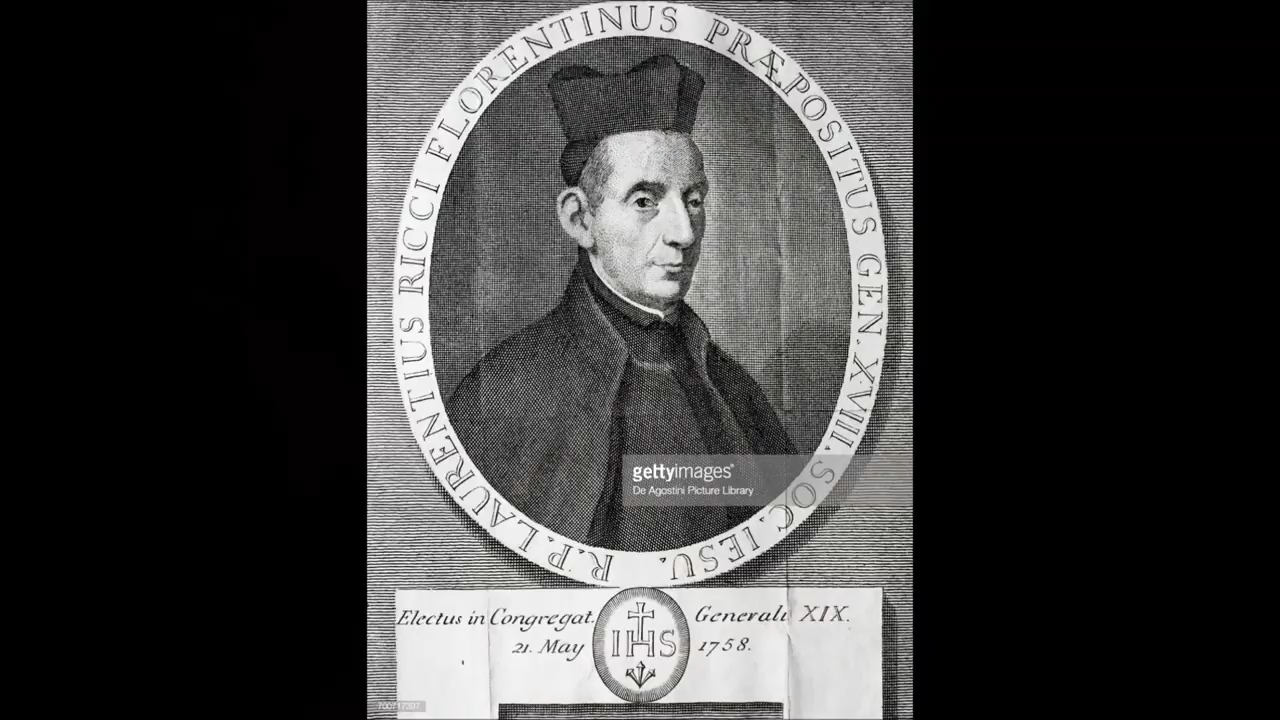 R.P. LAURENTIUS RICCI FLORENTINUS PRÆPOSITUS GEN. XVIII. SOC. IESU.
gettyimages®
De Agostini Picture Library
Electus in Congregat. Generali XIX.
21. May 1758.
IHS
700117397